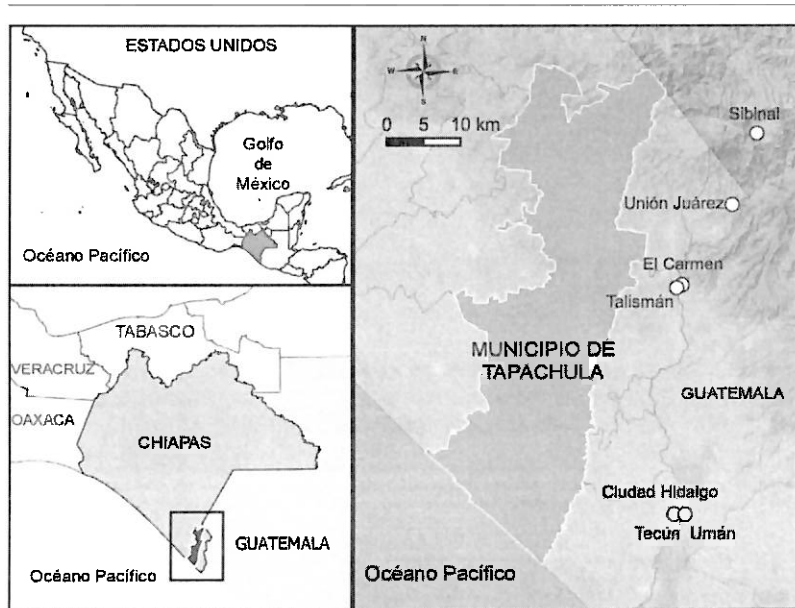 ESTADOS UNIDOS
Golfo
de
México
Océano Pacífico
TABASCO
VERACRUZ
OAXACA
CHIAPAS
GUATEMALA
Océano Pacífico
N
W
E
S
0 5 10 km
Sibinal
Unión Juárez
El Carmen
Talismán
MUNICIPIO DE
TAPACHULA
GUATEMALA
Ciudad Hidalgo
Tecún Umán
Océano Pacífico